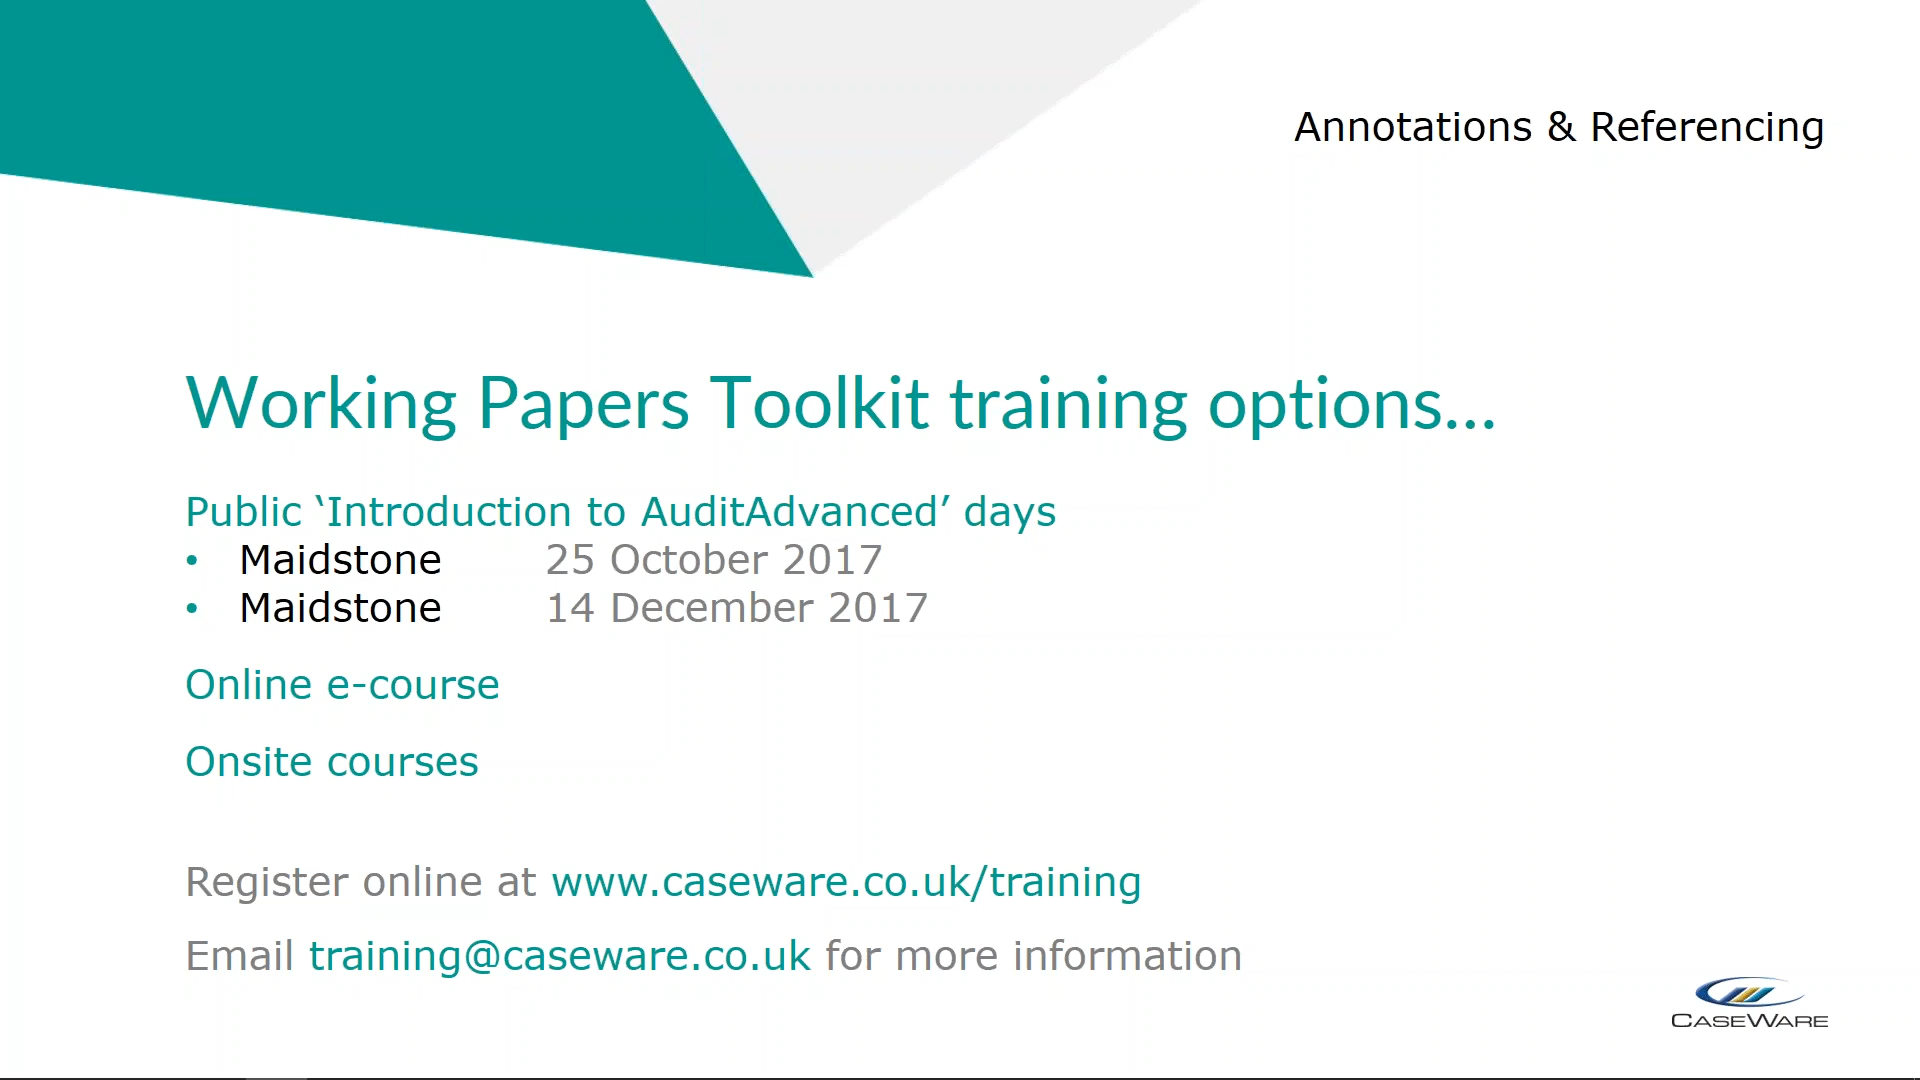 Annotations & Referencing
Working Papers Toolkit training options...
Public ‘Introduction to AuditAdvanced’ days
• Maidstone 25 October 2017
• Maidstone 14 December 2017
Online e-course
Onsite courses
Register online at www.caseware.co.uk/training
Email training@caseware.co.uk for more information
CASEWARE